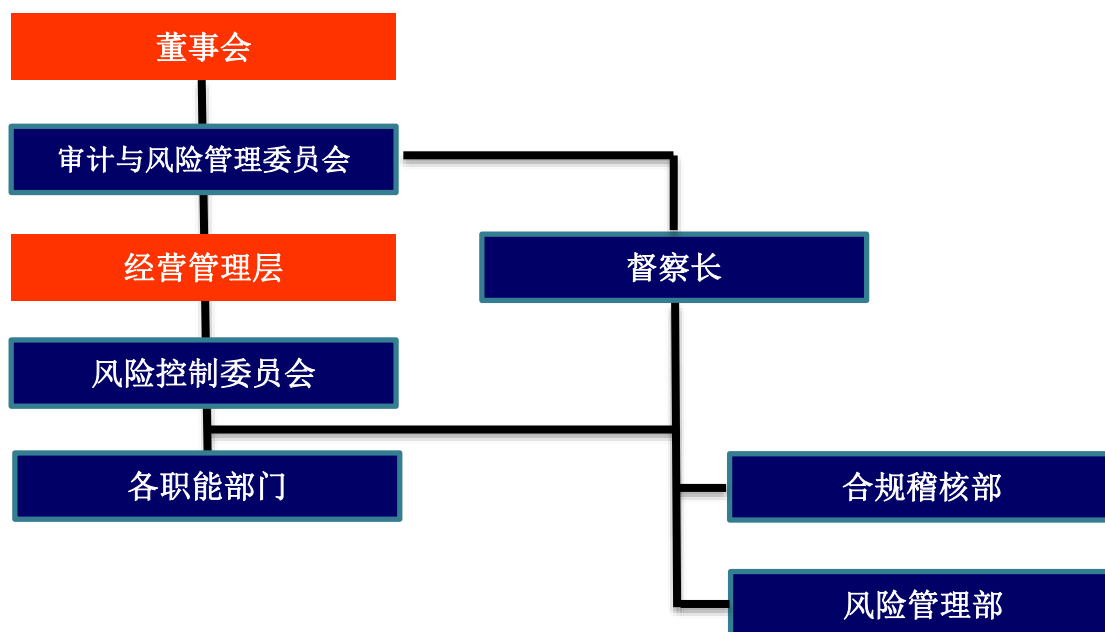 董事会
审计与风险管理委员会
经营管理层
督察长
风险控制委员会
各职能部门
合规稽核部
风险管理部